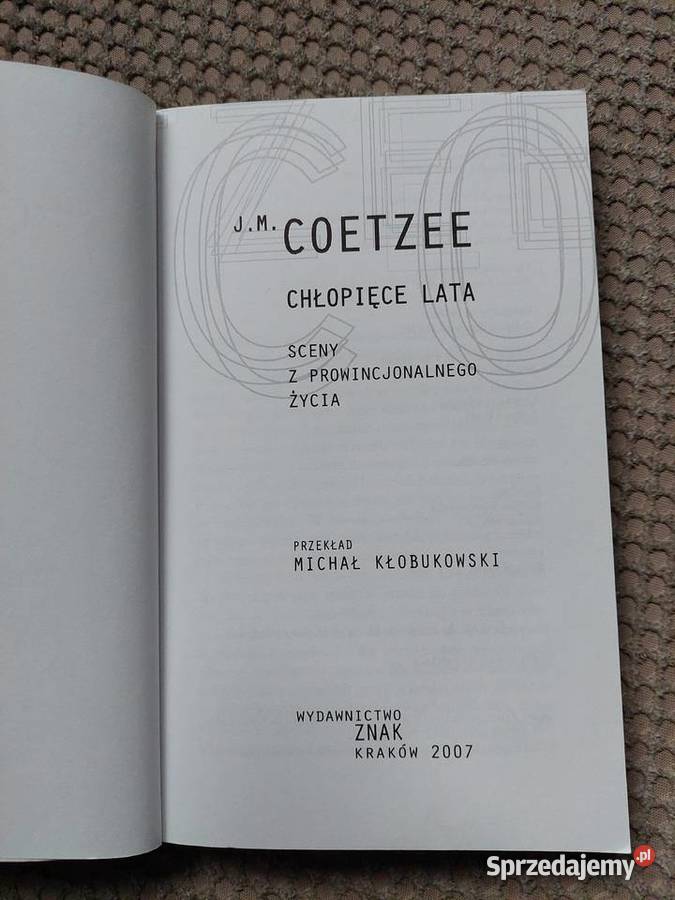 J.M. COETZEE
CHŁOPIĘCE LATA
SCENY
Z PROWINCJONALNEGO
ŻYCIA
PRZEKŁAD
MICHAŁ KŁOBUKOWSKI
WYDAWNICTWO
ZNAK
KRAKÓW 2007
Sprzedajemy.pl